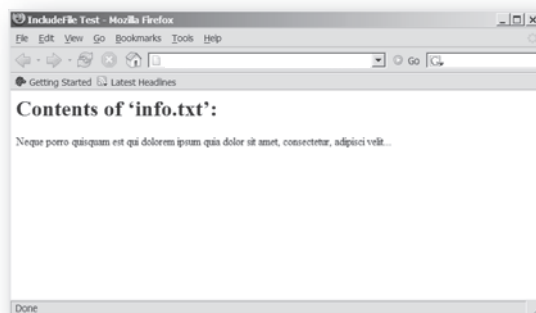 IncludeFile Test - Mozilla Firefox
File Edit View Go Bookmarks Tools Help
Go G
Getting Started Latest Headlines
Contents of ‘info.txt’:
Neque porro quisquam est qui dolorem ipsum quia dolor sit amet, consectetur, adipisci velit...
Done